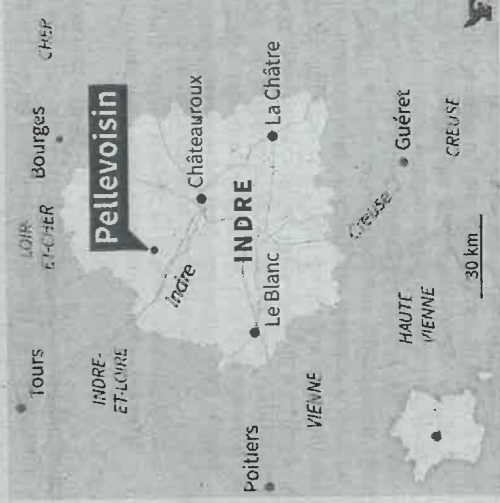 Tours
LOIR-
ET-CHER
Bourges
CHER
INDRE-
ET-LOIRE
Pellevoisin
Indre
Châteauroux
INDRE
Le Blanc
La Châtre
Poitiers
VIENNE
Creuse
HAUTE
VIENNE
Guéret
CREUSE
30 km